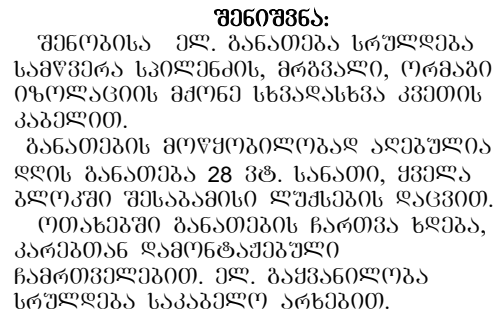 შენიშვნა:
შენობისა ელ. განათება სრულდება
სამწვერა სპილენძის, მრგვალი, ორმაგი
იზოლაციის მქონე სხვადასხვა კვეთის
კაბელით.
განათების მოწყობილობად აღებულია
დღის განათება 28 ვტ. სანათი, ყველა
ბლოკში შესაბამისი ლუქსების დაცვით.
ოთახებში განათების ჩართვა ხდება,
კარებთან დამონტაჟებული
ჩამრთველებით. ელ. გაყვანილობა
სრულდება საკაბელო არხებით.